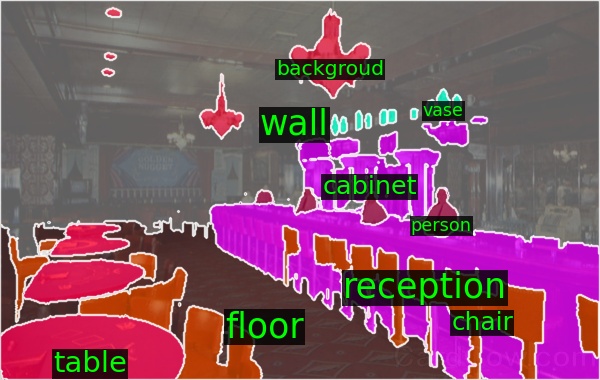 backgroud
vase
wall
cabinet
person
reception
chair
floor
table